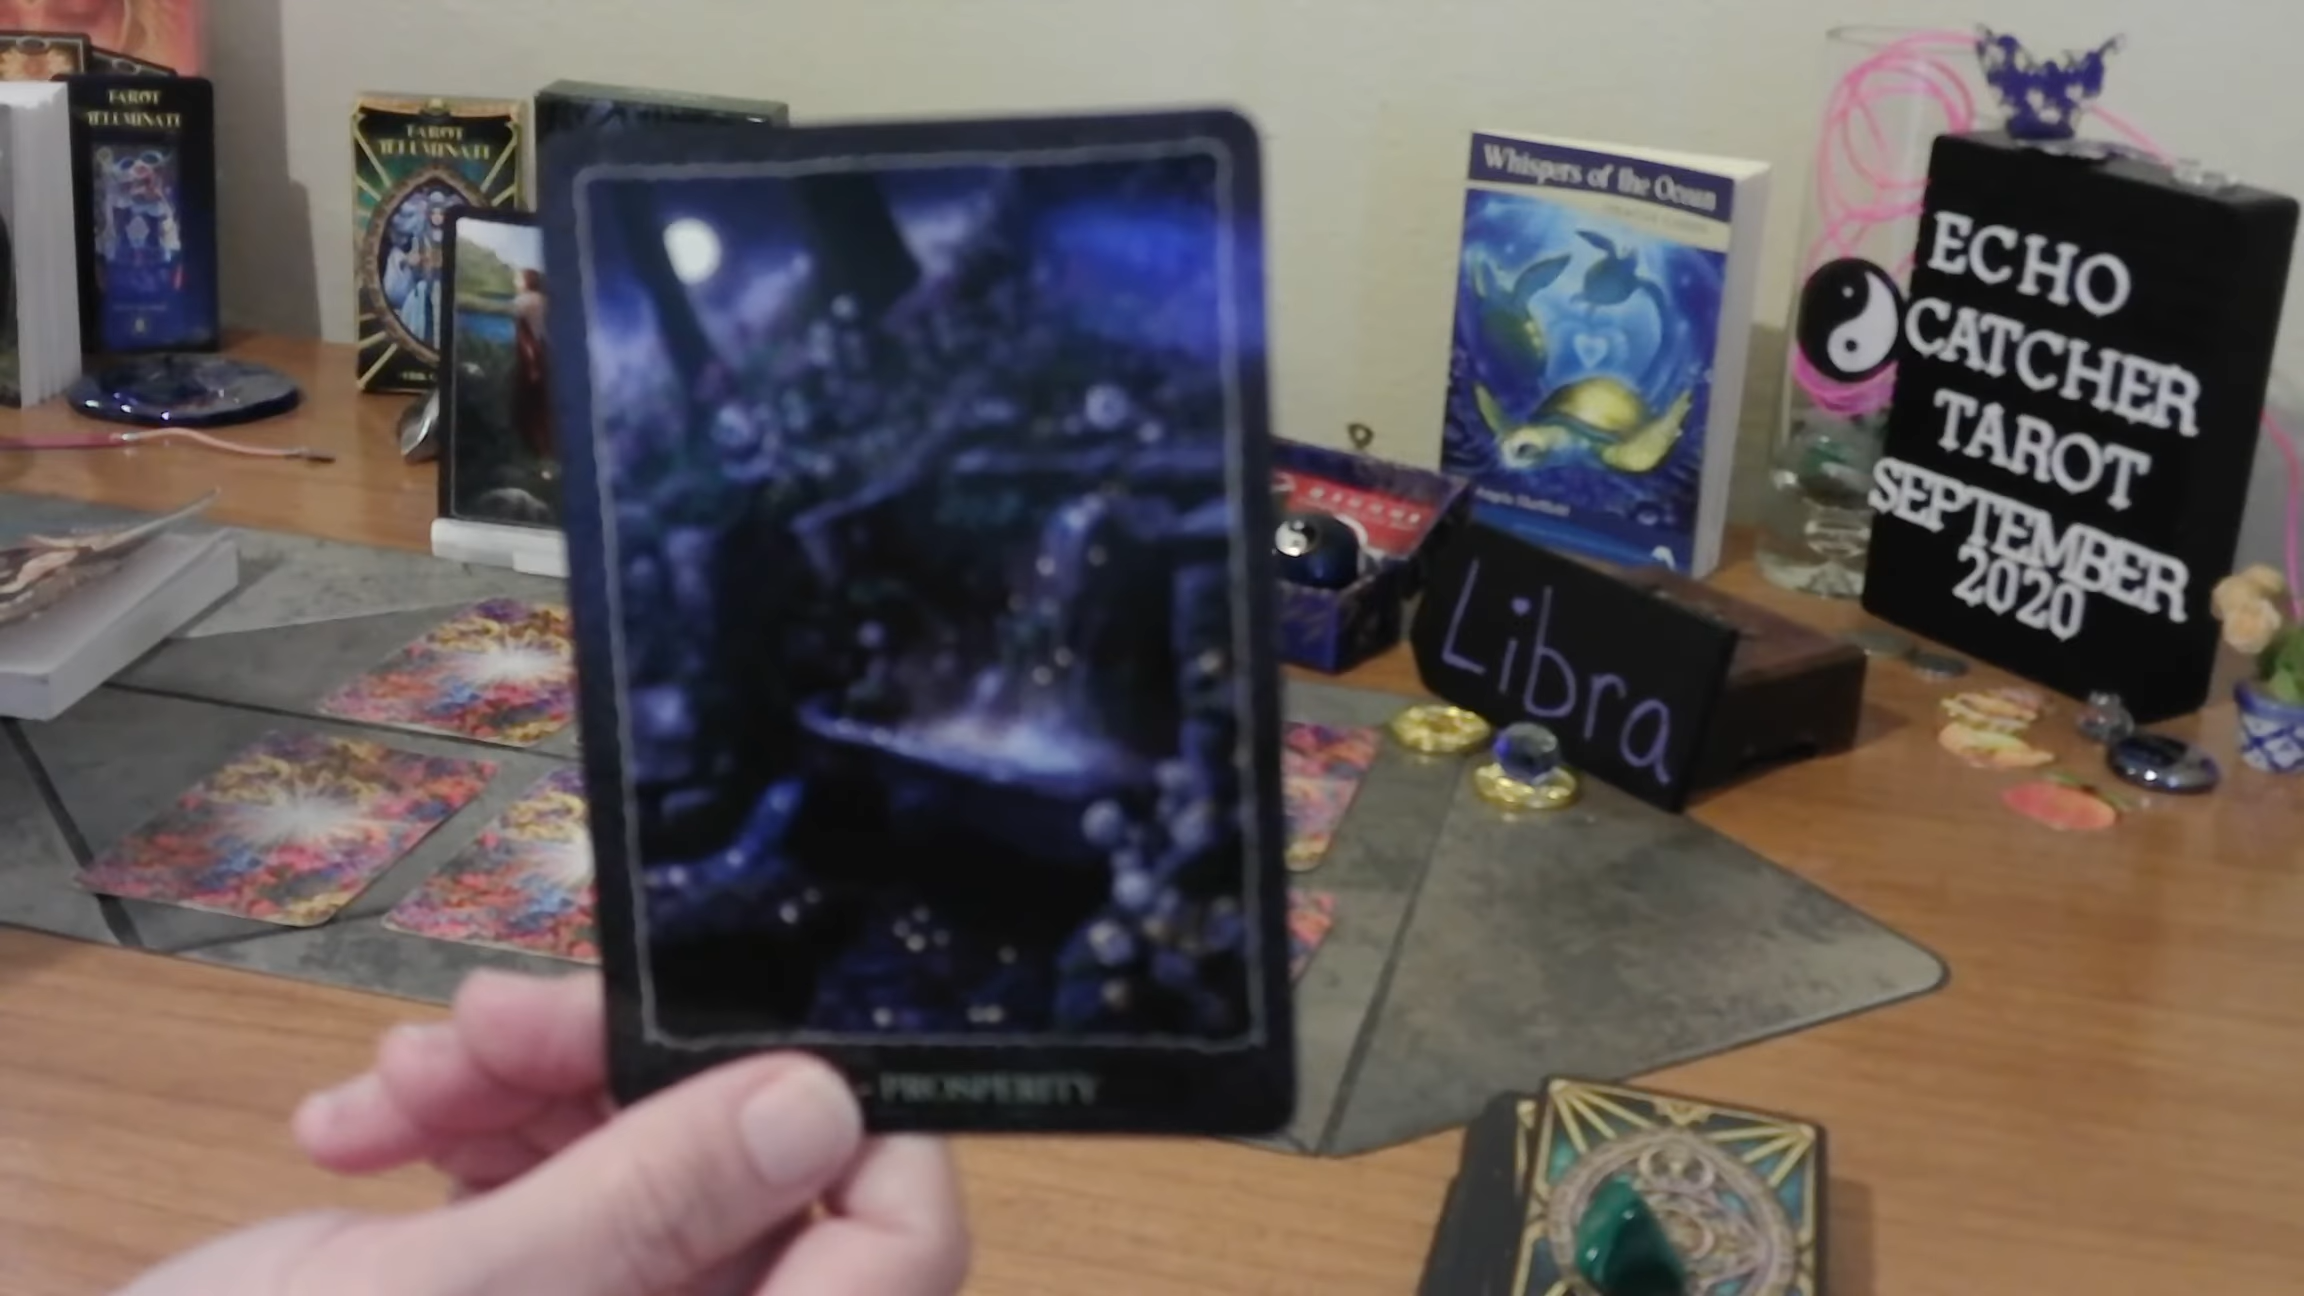 TAROT
ILLUMINATI
TAROT
ILLUMINATI
Whispers of the Ocean
ECHO
CATCHER
TAROT
SEPTEMBER
2020
Libra
- PROSPERITY